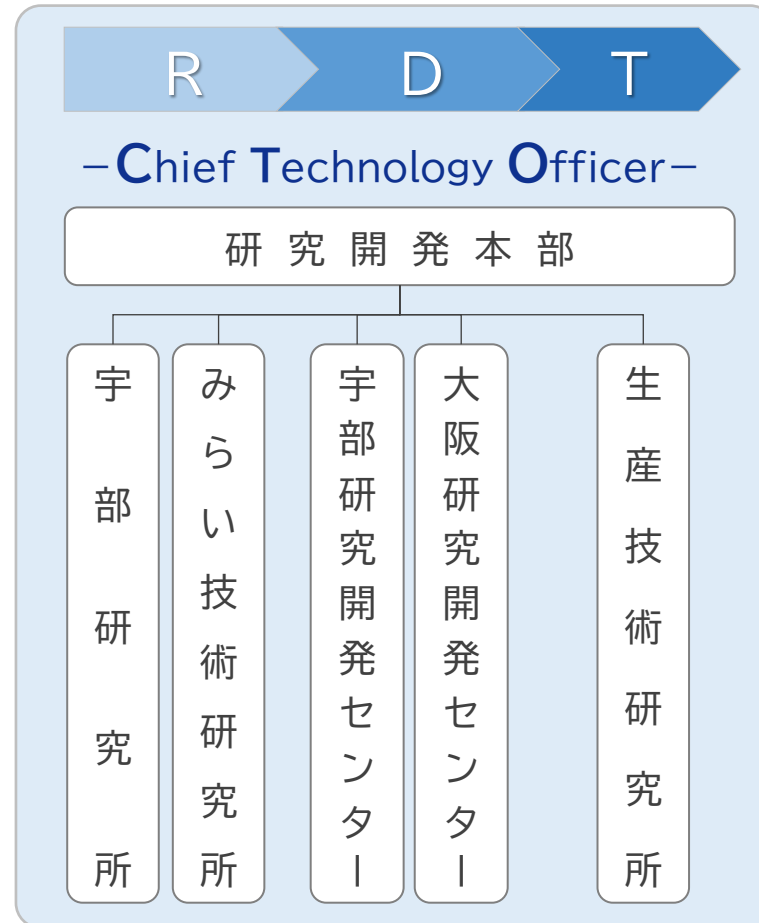 R D T
–Chief Technology Officer–
研究開発本部
宇部研究所
みらい技術研究所
宇部研究開発センター
大阪研究開発センター
生産技術研究所